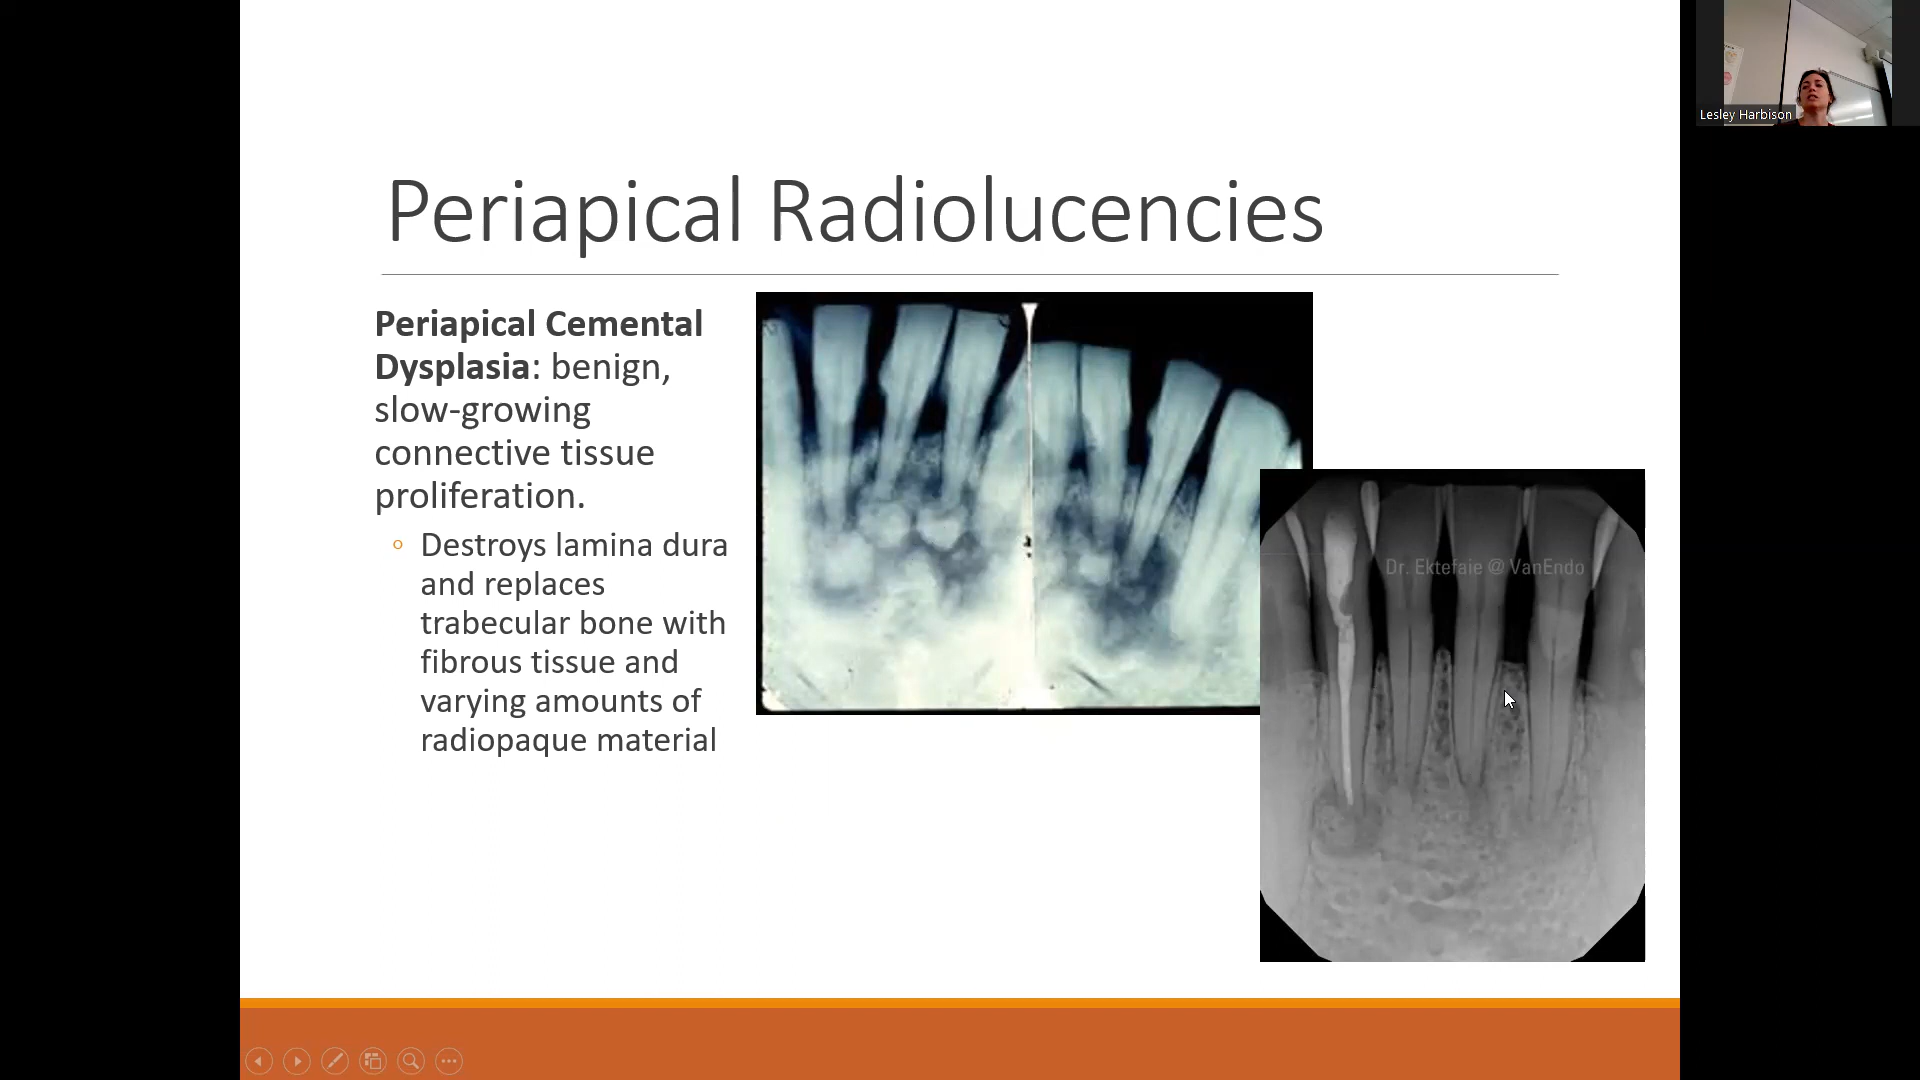 Lesley Harbison
Periapical Radiolucencies
Periapical Cemental
Dysplasia: benign,
slow-growing
connective tissue
proliferation.
Destroys lamina dura
and replaces
trabecular bone with
fibrous tissue and
varying amounts of
radiopaque material
Dr. Ektefaie @ VanEndo